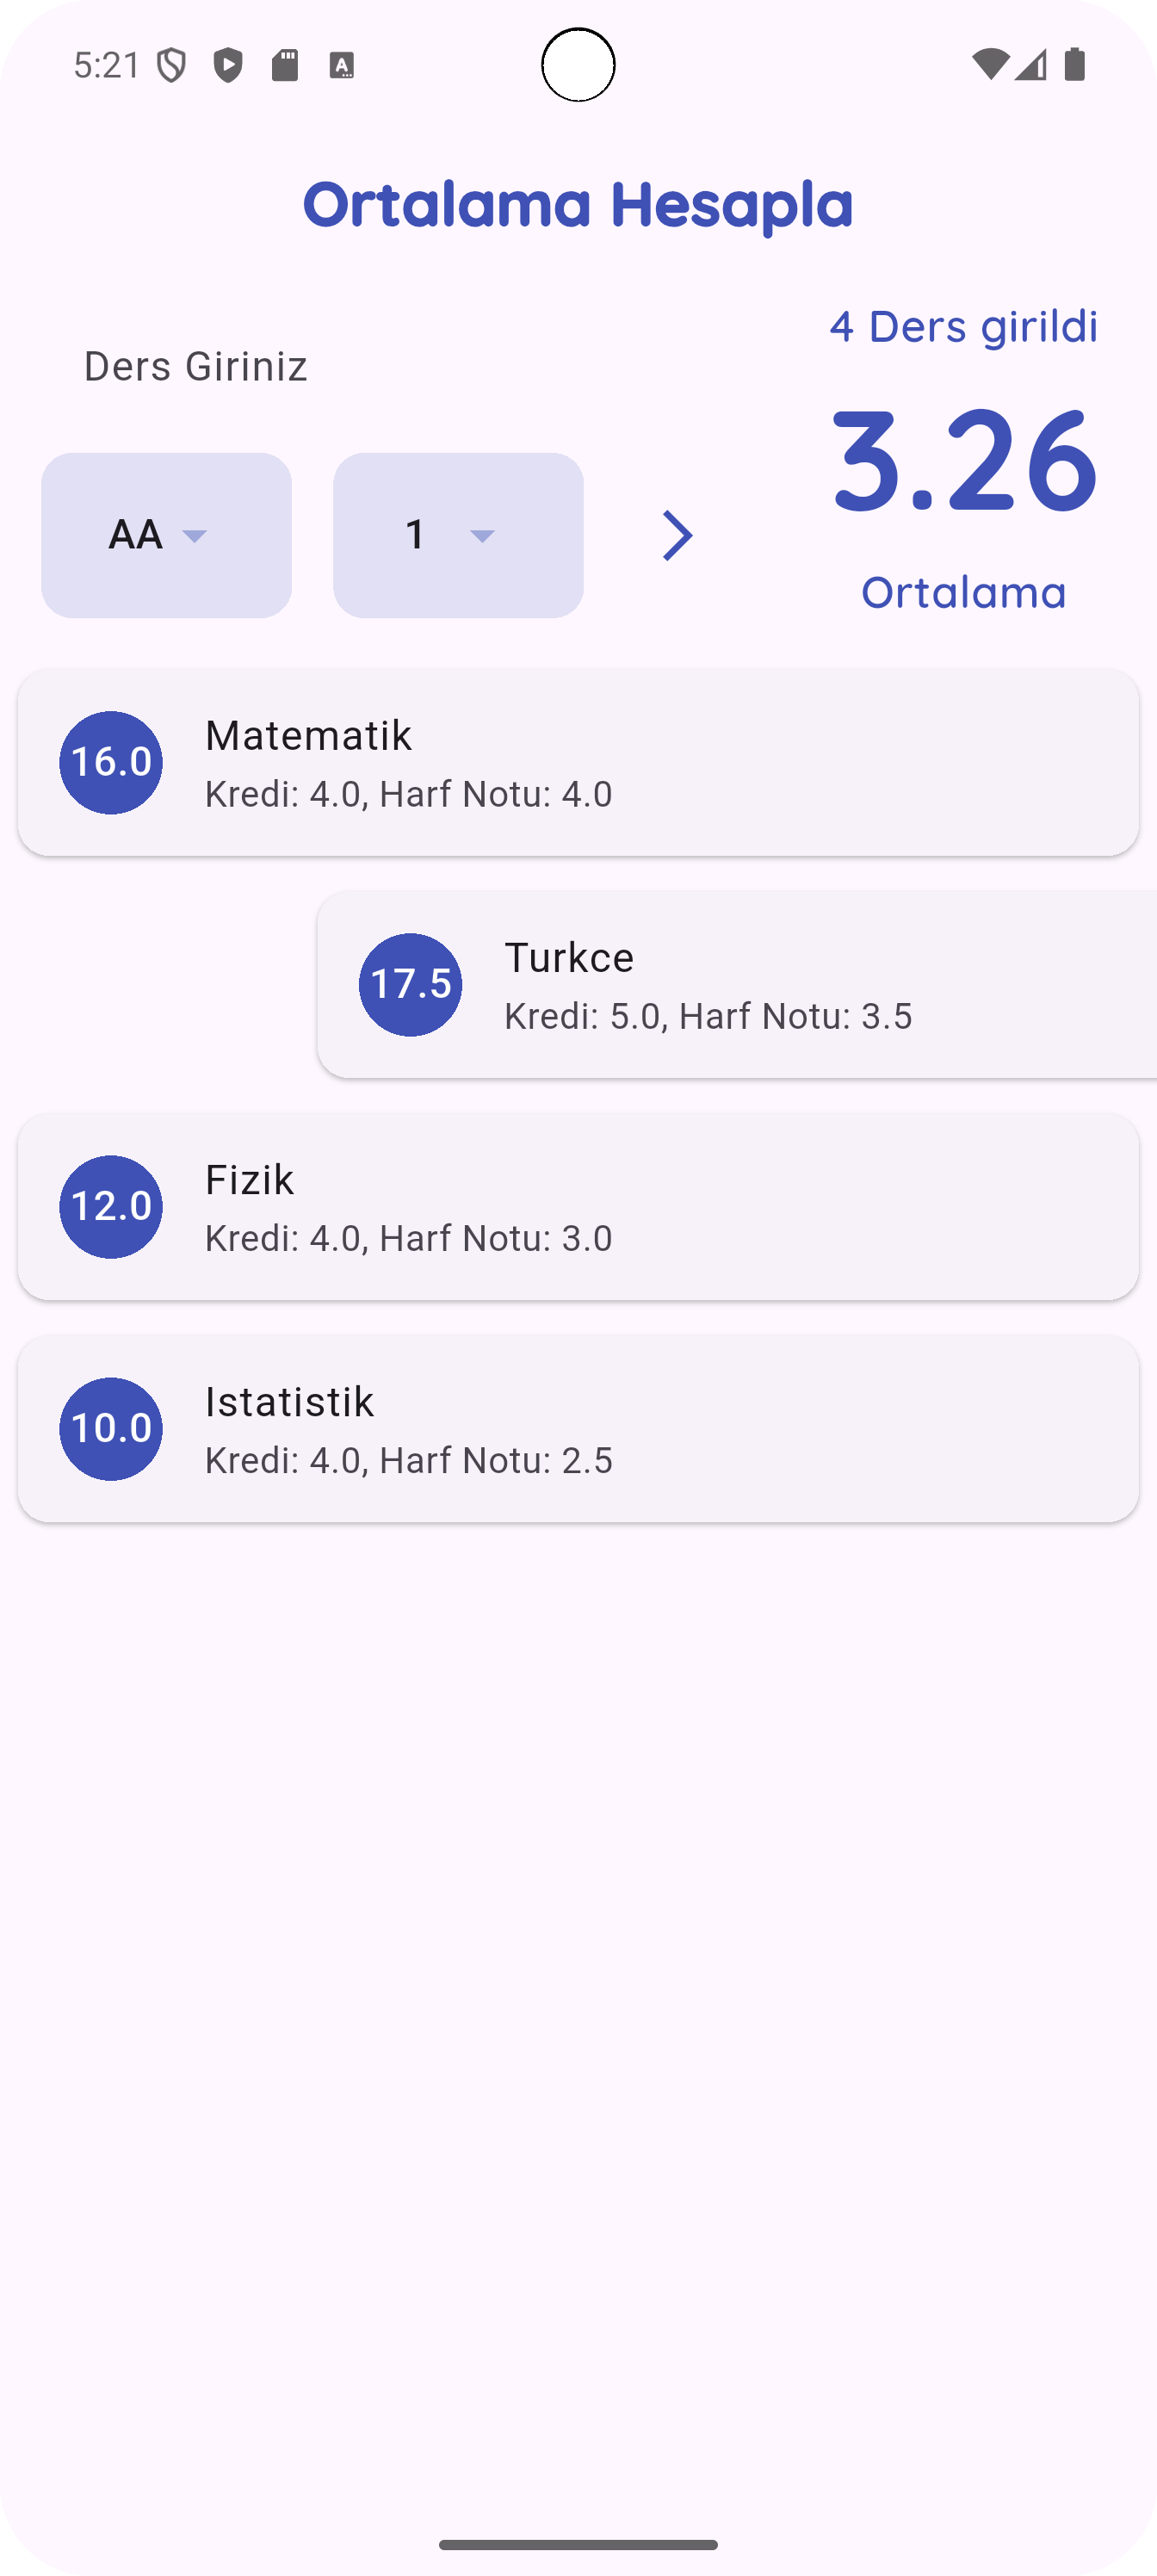 5:21
Ortalama Hesapla
4 Ders girildi
Ders Giriniz
3.26
AA
1
Ortalama
16.0
Matematik
Kredi: 4.0, Harf Notu: 4.0
17.5
Turkce
Kredi: 5.0, Harf Notu: 3.5
12.0
Fizik
Kredi: 4.0, Harf Notu: 3.0
10.0
Istatistik
Kredi: 4.0, Harf Notu: 2.5